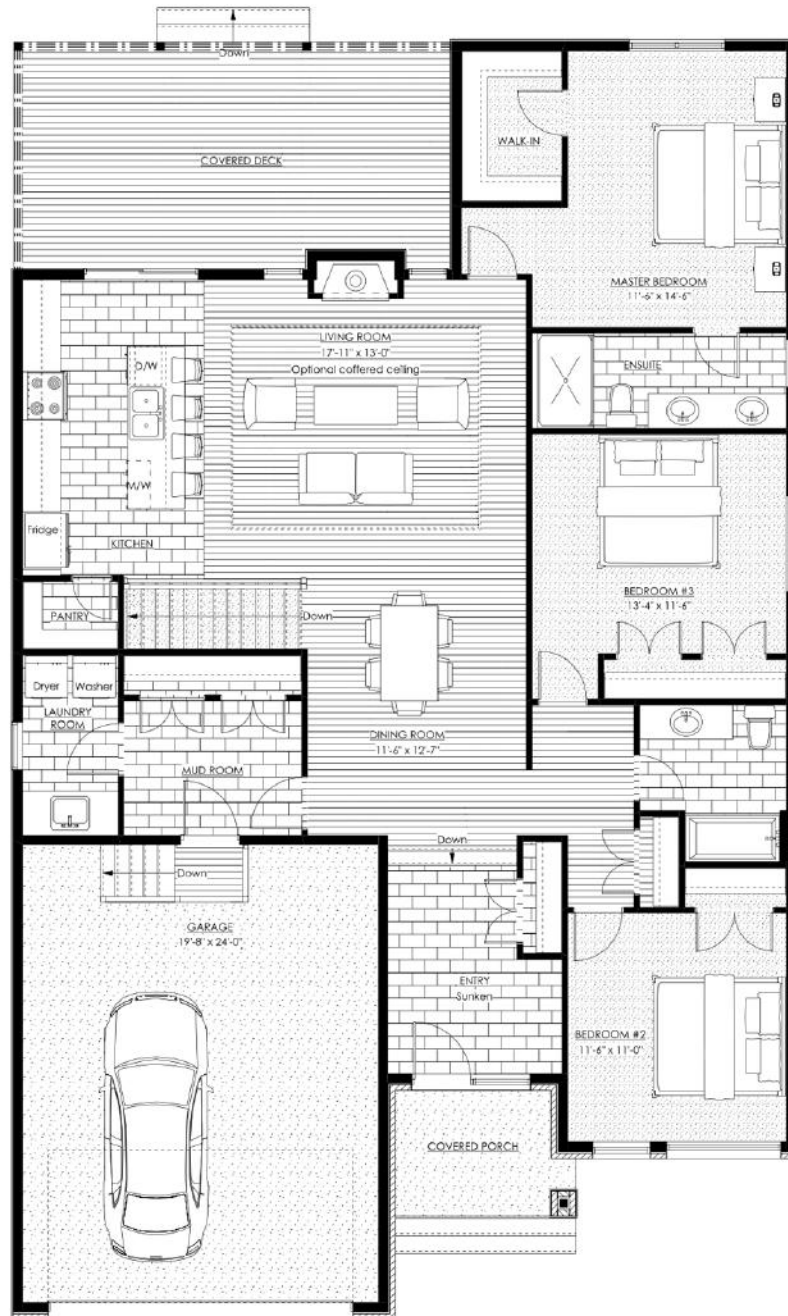 Down
COVERED DECK
WALK-IN
MASTER BEDROOM
11'-6" x 14'-6"
LIVING ROOM
17'-11" x 13'-0"
Optional coffered ceiling
ENSUITE
D/W
M/W
Fridge
KITCHEN
PANTRY
Down
BEDROOM #3
13'-4" x 11'-6"
Dryer
Washer
LAUNDRY
ROOM
MUD ROOM
DINING ROOM
11'-6" x 12'-7"
Down
Down
GARAGE
19'-8" x 24'-0"
ENTRY
Sunken
BEDROOM #2
11'-6" x 11'-0"
COVERED PORCH